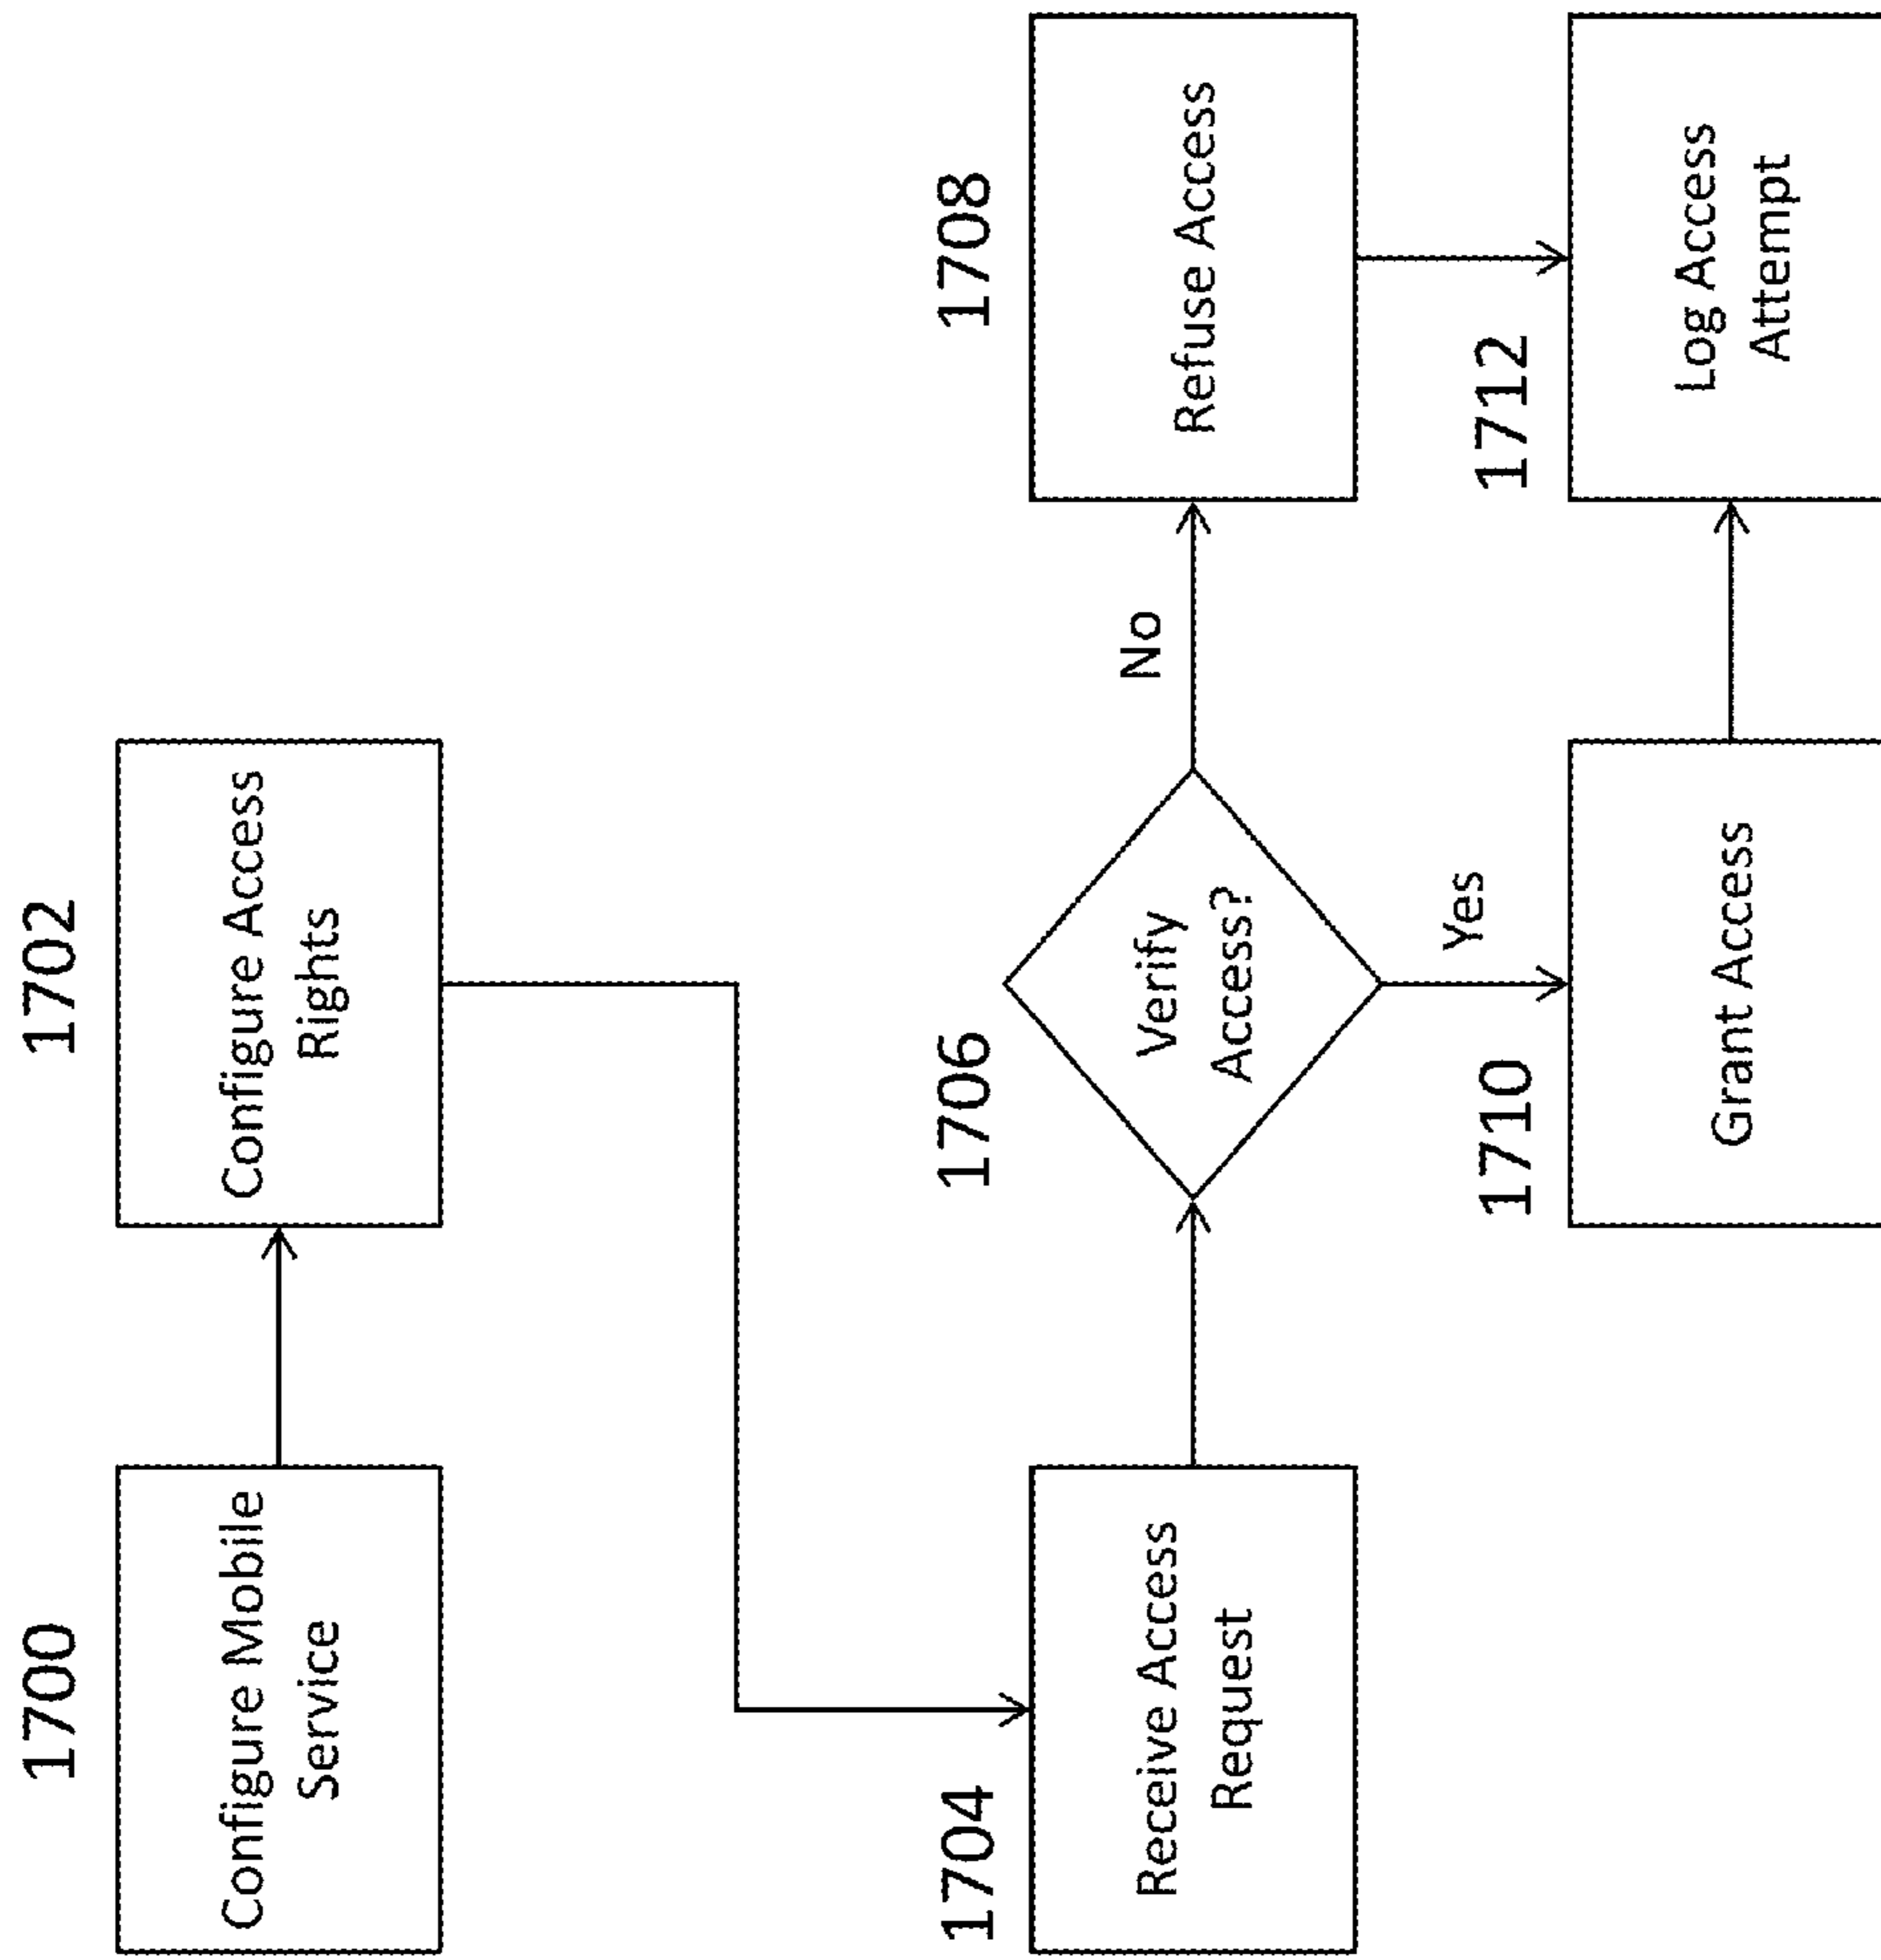 1700
Configure Mobile
Service
1702
Configure Access
Rights
1704
Receive Access
Request
1706
Verify
Access?
No
1708
Refuse Access
Yes
1710
Grant Access
1712
Log Access
Attempt